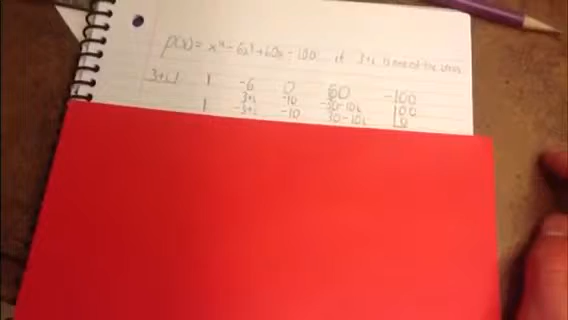 p(x) = x⁴ - 6x³ + 60x - 100 if 3+i is one of the zeros
3+i⌋ 1 -6 0 60 -100
3+i -10 -30-10i 100
1 -3+i -10 30-10i 0